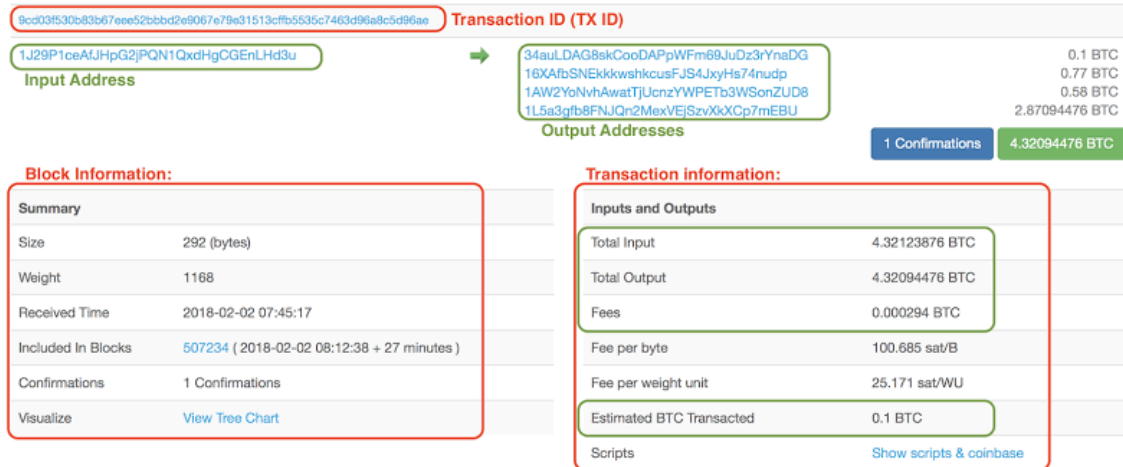 9cd03f530b83b67eee52bbbd2e9067e79e31513cffb5535c7463d96a8c5d96ae Transaction ID (TX ID)
1J29P1ceAfJHpG2jPQN1QxdHgCGEnLHd3u
Input Address
34auLDAG8skCooDAPpWFm69JuDz3rYnaDG 0.1 BTC
16XAfbSNEkkkwshkcusFJS4JxyHs74nudp 0.77 BTC
1AW2YoNvhAwatTjUcnzYWPETb3WSonZUD8 0.58 BTC
1L5a3gfb8FNJQn2MexVEjSzvXkXCp7mEBU 2.87094476 BTC
Output Addresses
1 Confirmations 4.32094476 BTC
Block Information:
Summary
Size 292 (bytes)
Weight 1168
Received Time 2018-02-02 07:45:17
Included In Blocks 507234 ( 2018-02-02 08:12:38 + 27 minutes )
Confirmations 1 Confirmations
Visualize View Tree Chart
Transaction information:
Inputs and Outputs
Total Input 4.32123876 BTC
Total Output 4.32094476 BTC
Fees 0.000294 BTC
Fee per byte 100.685 sat/B
Fee per weight unit 25.171 sat/WU
Estimated BTC Transacted 0.1 BTC
Scripts Show scripts & coinbase